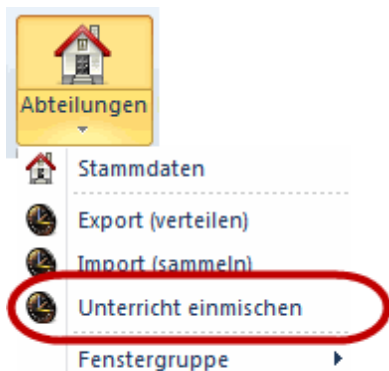 Abteilungen
Stammdaten
Export (verteilen)
Import (sammeln)
Unterricht einmischen
Fenstergruppe